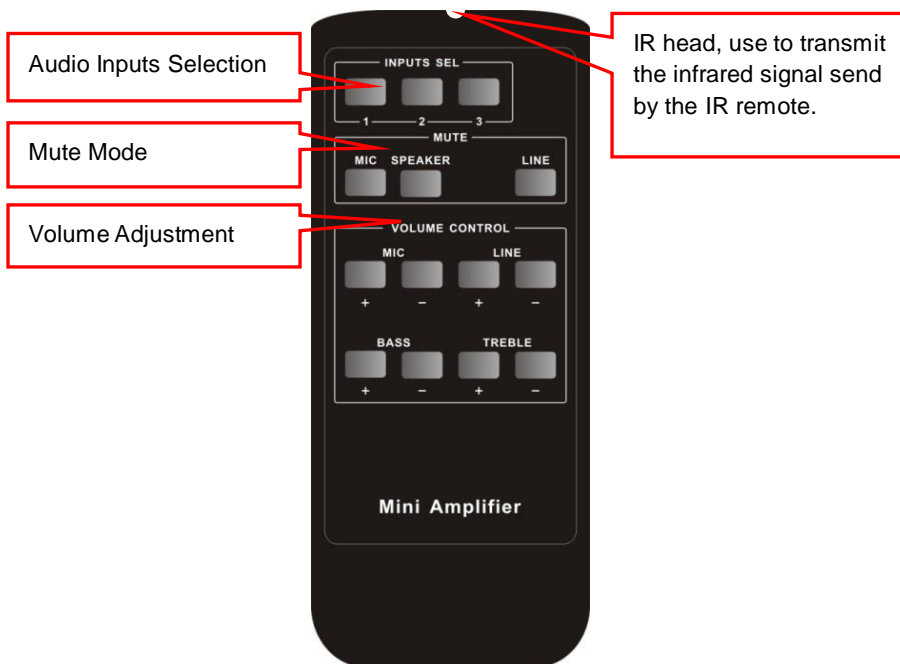 Audio Inputs Selection
IR head, use to transmit
the infrared signal send
by the IR remote.
INPUTS SEL
1 2 3
Mute Mode
MUTE
MIC SPEAKER LINE
Volume Adjustment
VOLUME CONTROL
MIC LINE
+ − + −
BASS TREBLE
+ − + −
Mini Amplifier